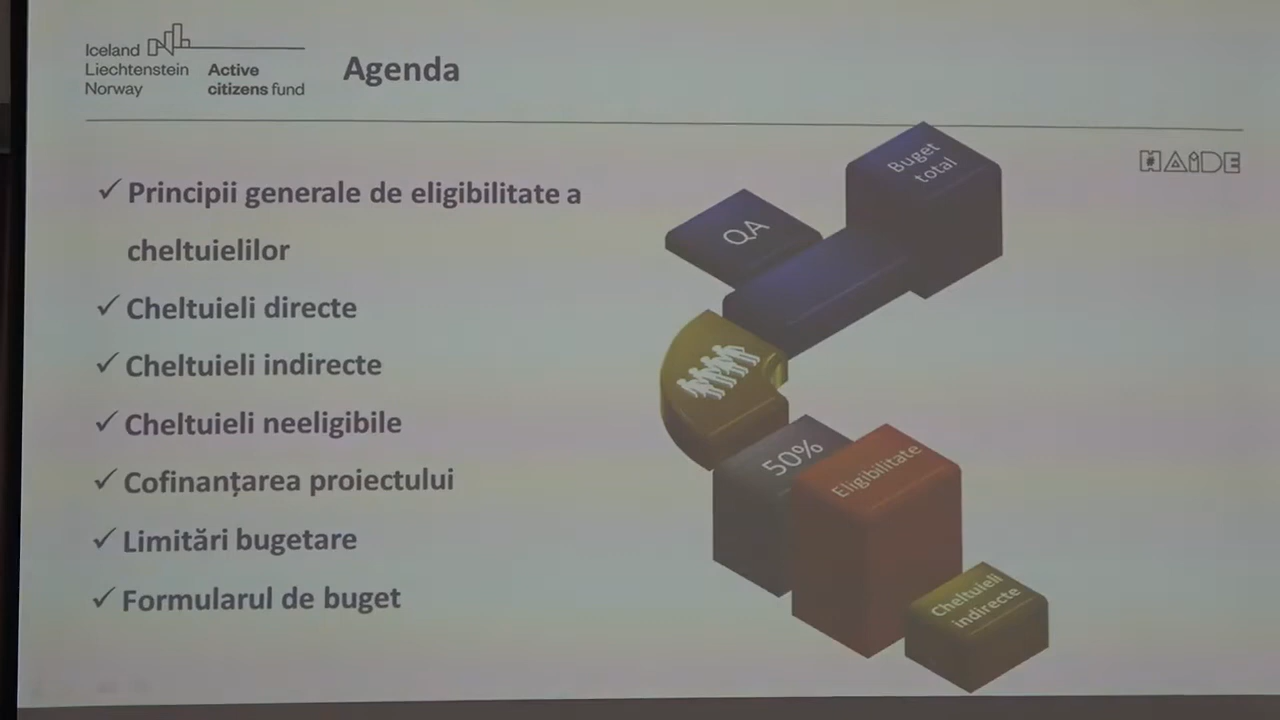 Iceland
Liechtenstein
Norway
Active
citizens fund
Agenda
HAiDE
✓ Principii generale de eligibilitate a
cheltuielilor
✓ Cheltuieli directe
✓ Cheltuieli indirecte
✓ Cheltuieli neeligibile
✓ Cofinanțarea proiectului
✓ Limitări bugetare
✓ Formularul de buget
Buget
total
QA
50%
Eligibilitate
Cheltuieli
indirecte